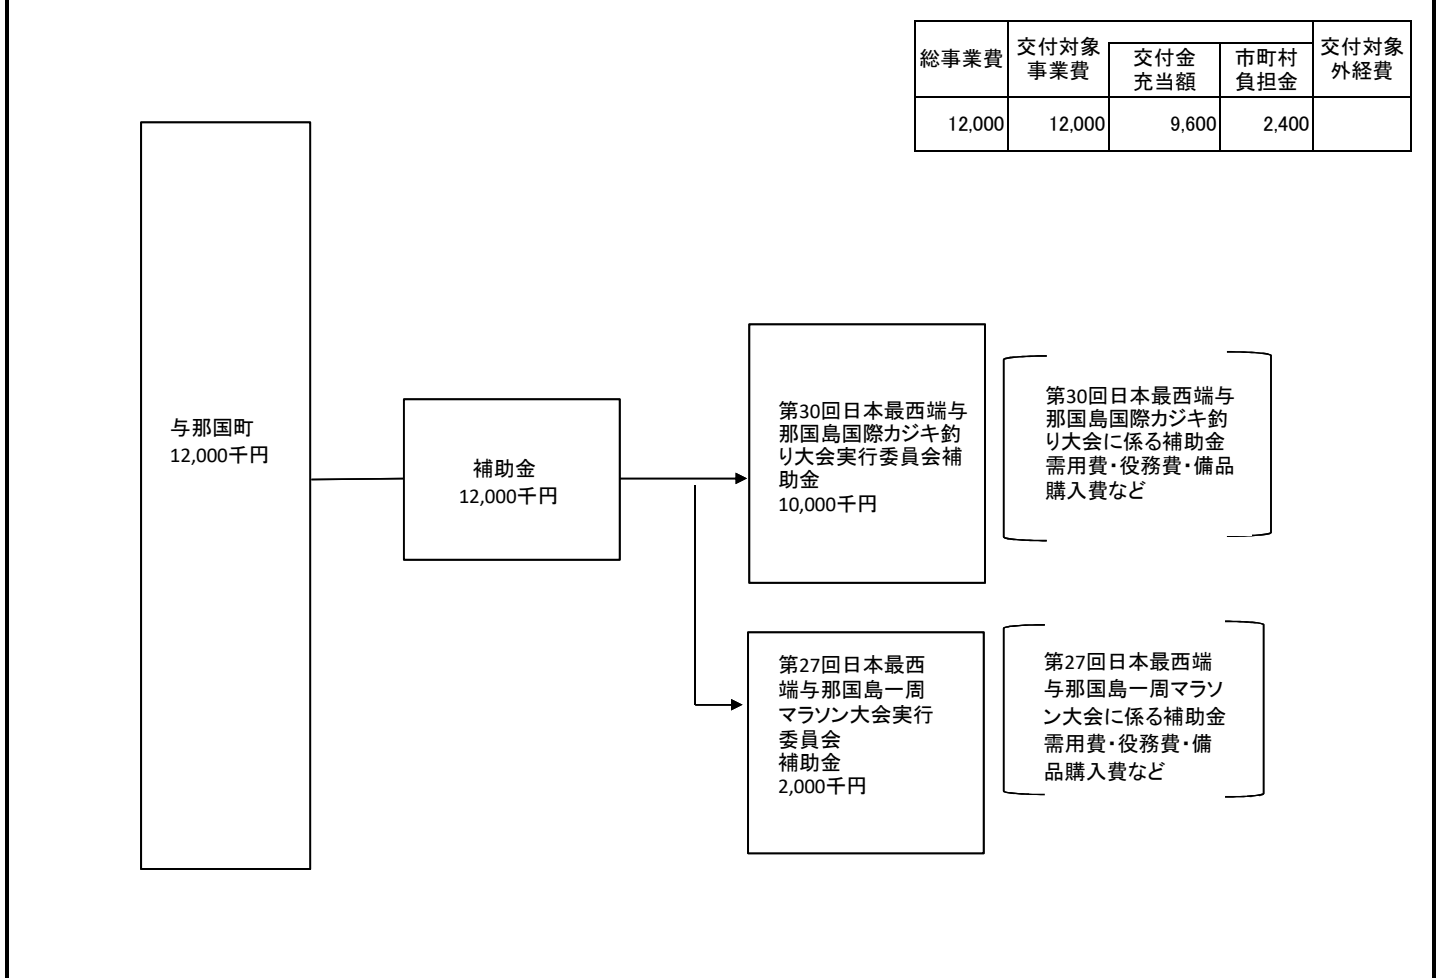 総事業費
交付対象
事業費
交付金
充当額
市町村
負担金
交付対象
外経費
12,000
12,000
9,600
2,400
与那国町
12,000千円
補助金
12,000千円
第30回日本最西端与
那国島国際カジキ釣
り大会実行委員会補
助金
10,000千円
第30回日本最西端与
那国島国際カジキ釣
り大会に係る補助金
需用費・役務費・備品
購入費など
第27回日本最西
端与那国島一周
マラソン大会実行
委員会
補助金
2,000千円
第27回日本最西端
与那国島一周マラソ
ン大会に係る補助金
需用費・役務費・備
品購入費など